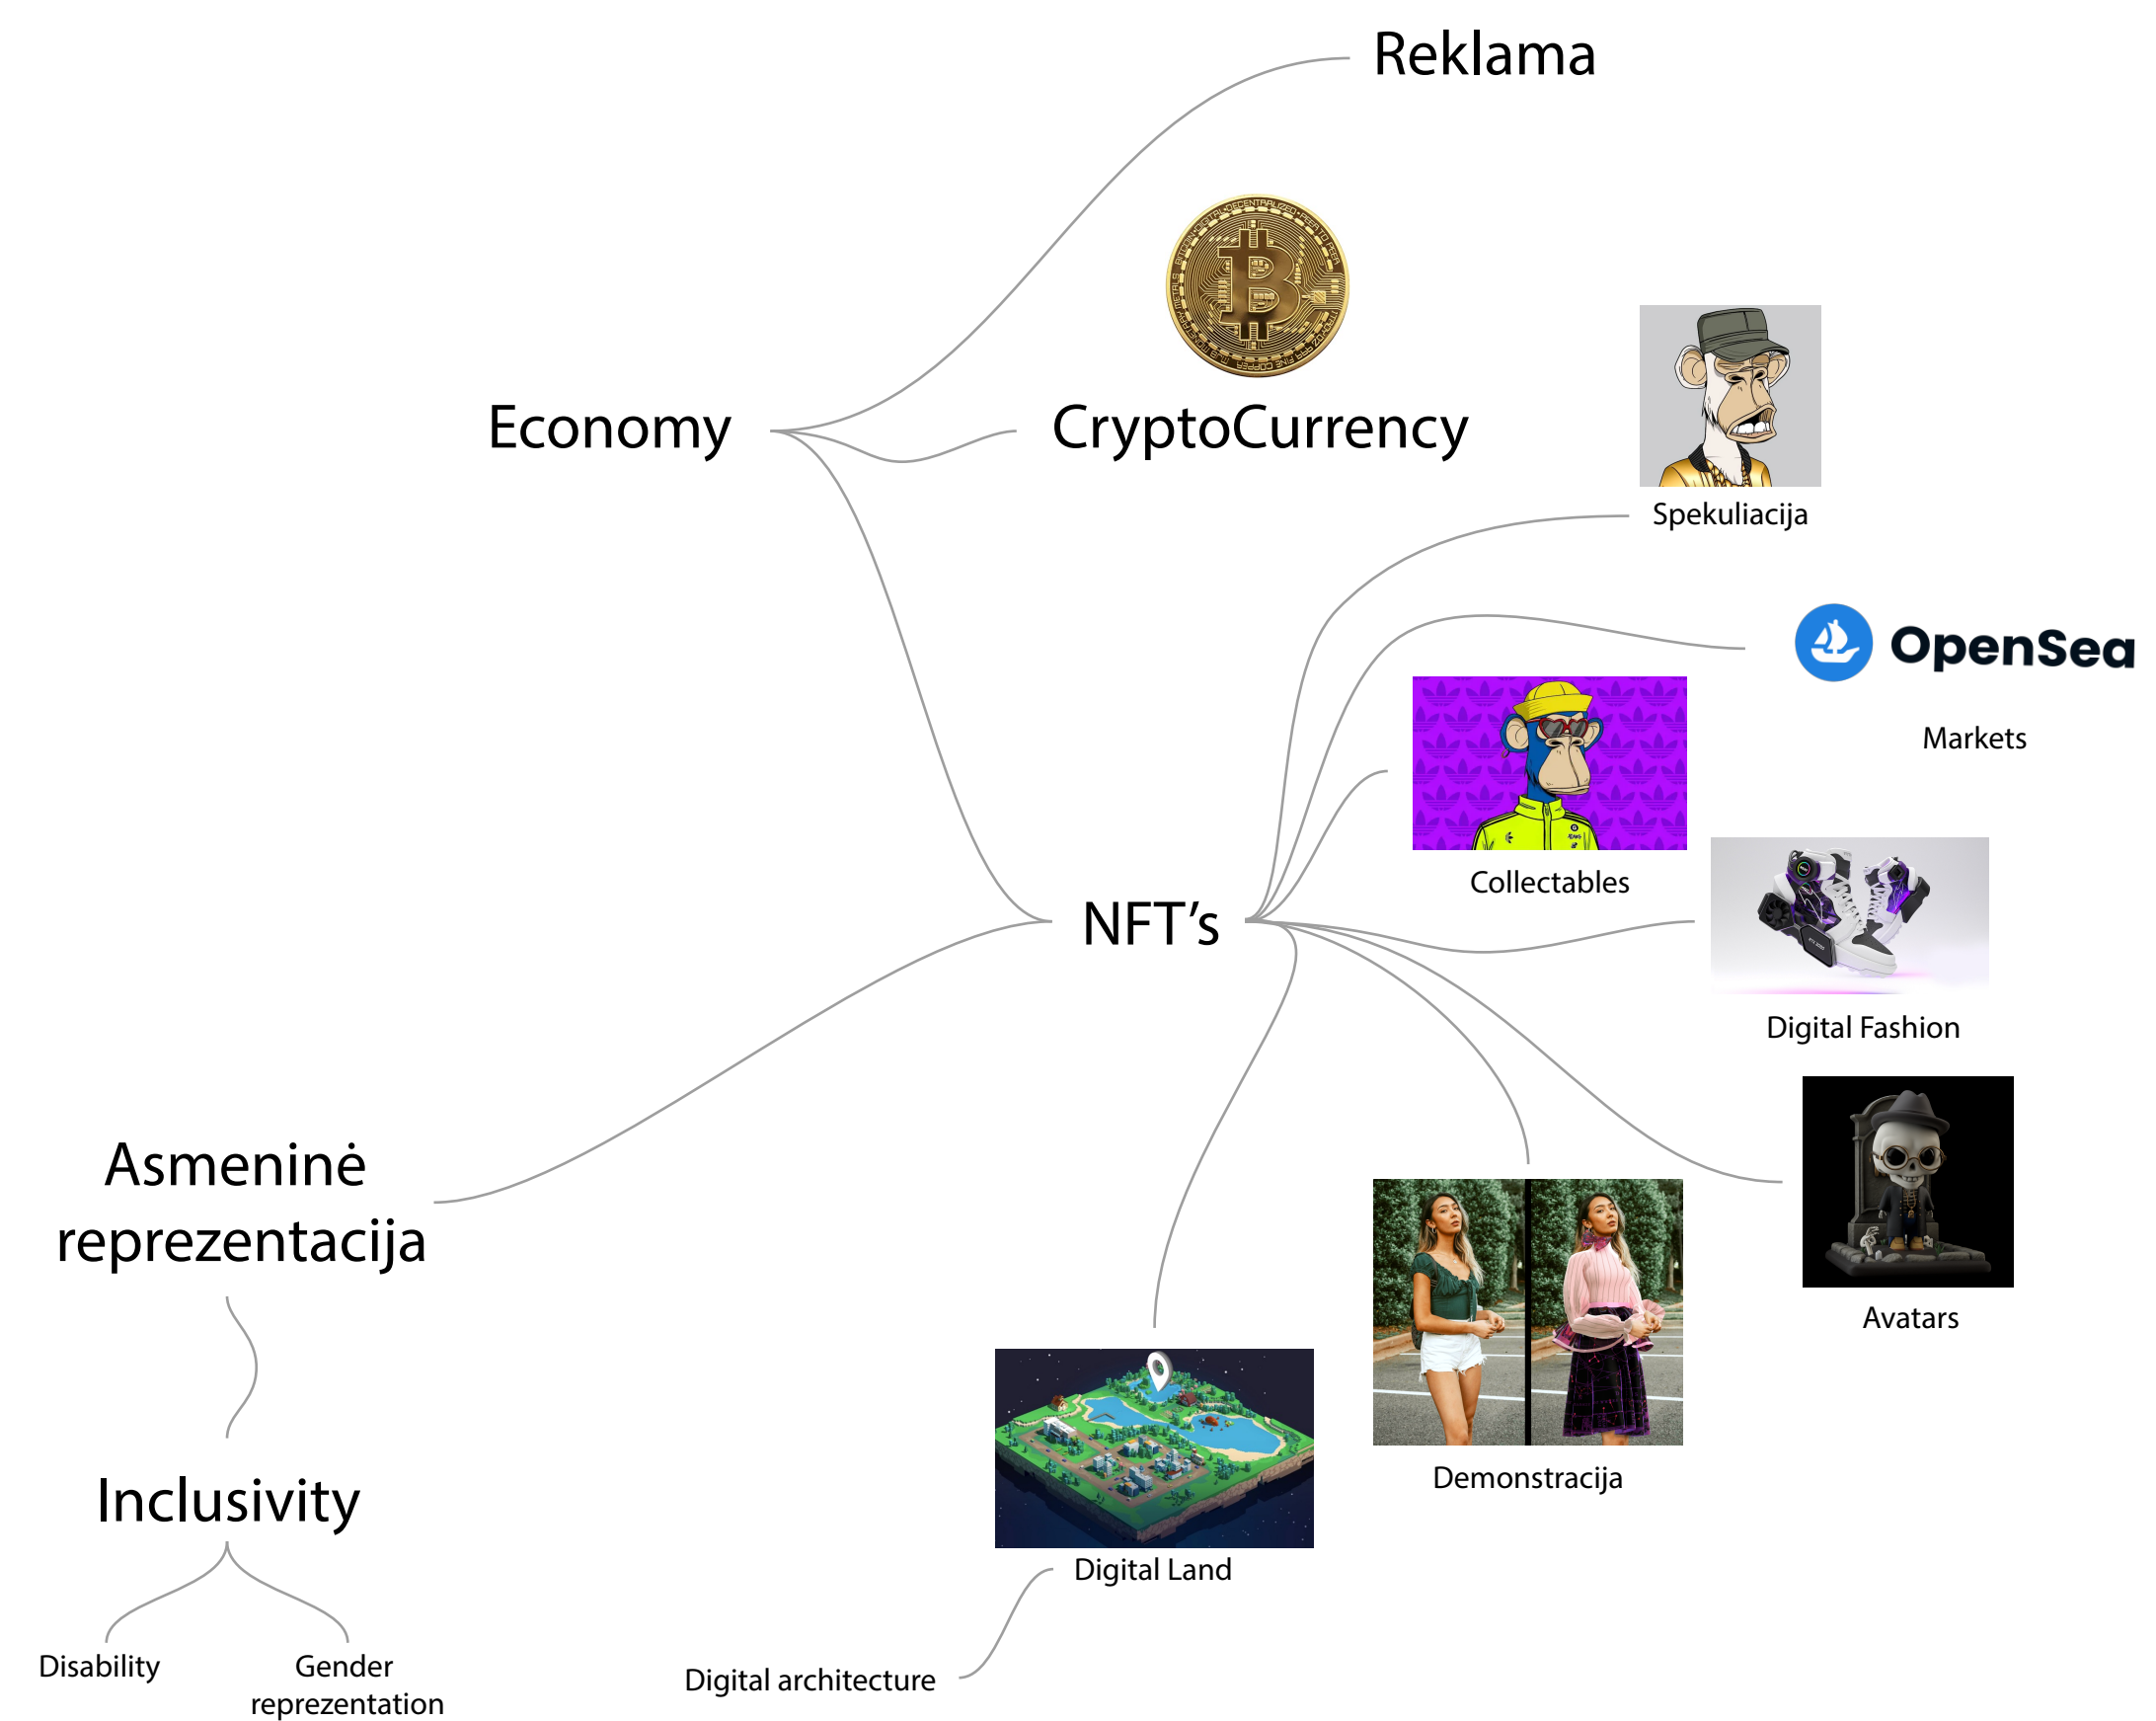 Reklama
Economy
CryptoCurrency
Spekuliacija
OpenSea
Markets
Collectables
NFT’s
Digital Fashion
Asmeninė
reprezentacija
Avatars
Demonstracija
Inclusivity
Digital Land
Disability
Gender
reprezentation
Digital architecture